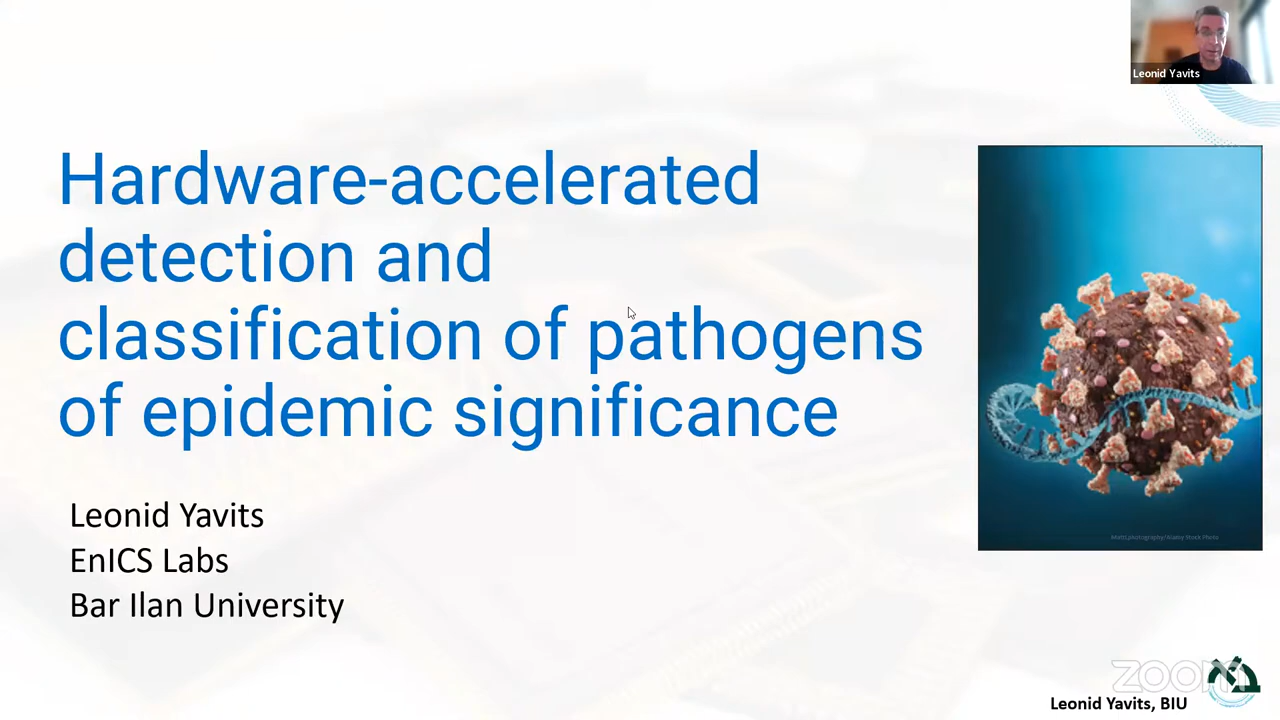 Leonid Yavits
Hardware-accelerated
detection and
classification of pathogens
of epidemic significance
Leonid Yavits
EnICS Labs
Bar Ilan University
zoom
Leonid Yavits, BIU